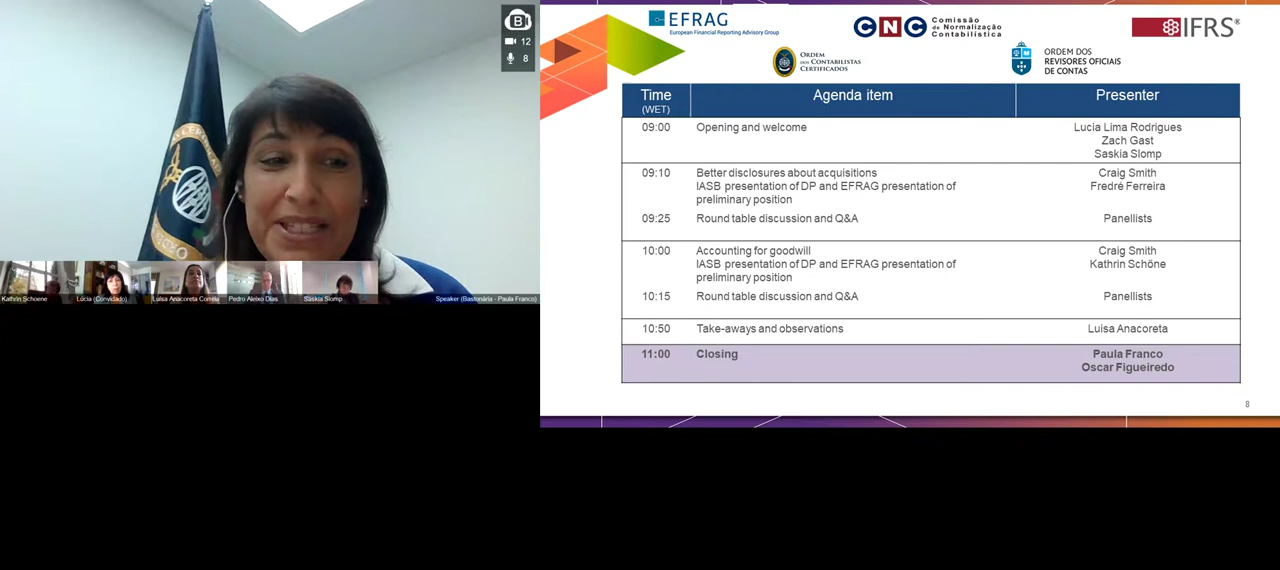 B
12
8
Kathrin Schoene
Lúcia (Convidado)
Luisa Anacoreta Correia
Pedro Aleixo Dias
Saskia Slomp
Speaker (Bastonária - Paula Franco)
EFRAG
European Financial Reporting Advisory Group
CNC Comissão
de Normalização
Contabilística
IFRS®
ORDEM
DOS CONTABILISTAS
CERTIFICADOS
ORDEM DOS
REVISORES OFICIAIS
DE CONTAS
Time Agenda item Presenter
(WET)
09:00 Opening and welcome Lucia Lima Rodrigues
Zach Gast
Saskia Slomp
09:10 Better disclosures about acquisitions Craig Smith
IASB presentation of DP and EFRAG presentation of Fredré Ferreira
preliminary position
09:25 Round table discussion and Q&A Panellists
10:00 Accounting for goodwill Craig Smith
IASB presentation of DP and EFRAG presentation of Kathrin Schöne
preliminary position
10:15 Round table discussion and Q&A Panellists
10:50 Take-aways and observations Luisa Anacoreta
11:00 Closing Paula Franco
Oscar Figueiredo
8